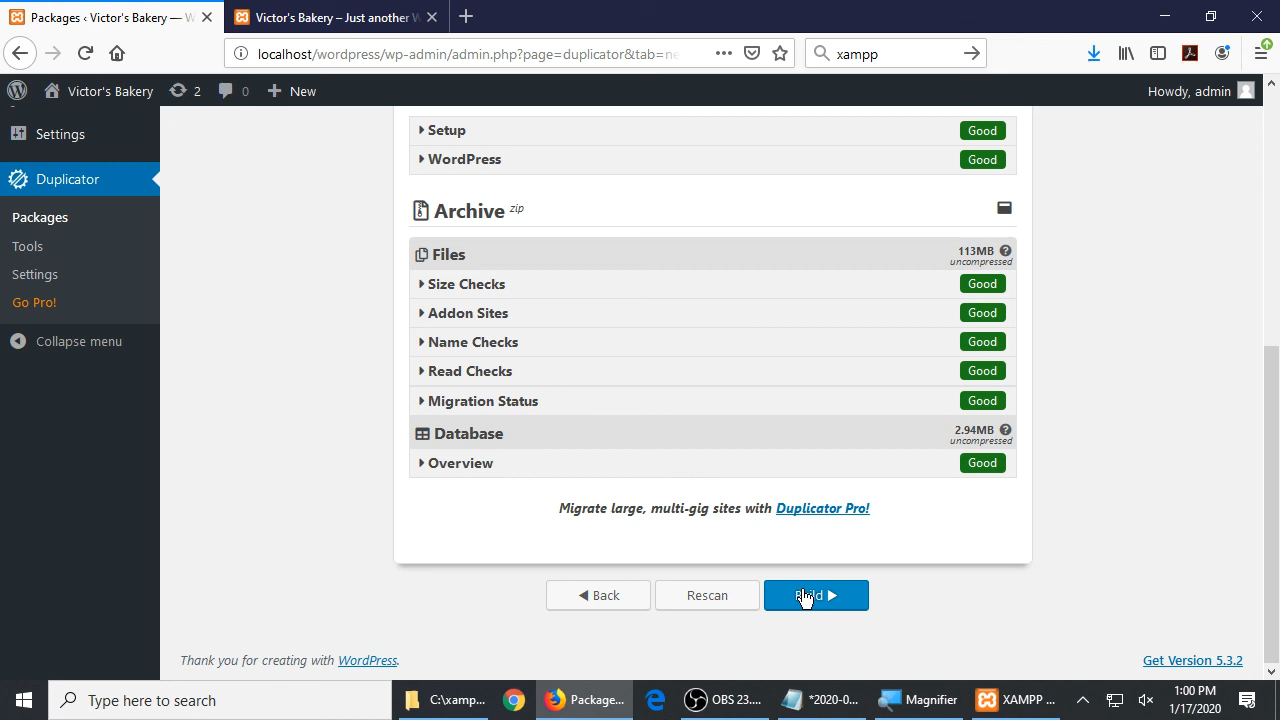 Packages ‹ Victor's Bakery — W
Victor's Bakery – Just another W
localhost/wordpress/wp-admin/admin.php?page=duplicator&tab=ne
xampp
Victor's Bakery
2
0
New
Howdy, admin
Settings
Duplicator
Packages
Tools
Settings
Go Pro!
Collapse menu
Setup
Good
WordPress
Good
Archive zip
Files
113MB
uncompressed
Size Checks
Good
Addon Sites
Good
Name Checks
Good
Read Checks
Good
Migration Status
Good
Database
2.94MB
uncompressed
Overview
Good
Migrate large, multi-gig sites with Duplicator Pro!
Back
Rescan
Build
Thank you for creating with WordPress.
Get Version 5.3.2
Type here to search
C:\xamp...
Package...
OBS 23....
*2020-0...
Magnifier
XAMPP ...
1:00 PM
1/17/2020